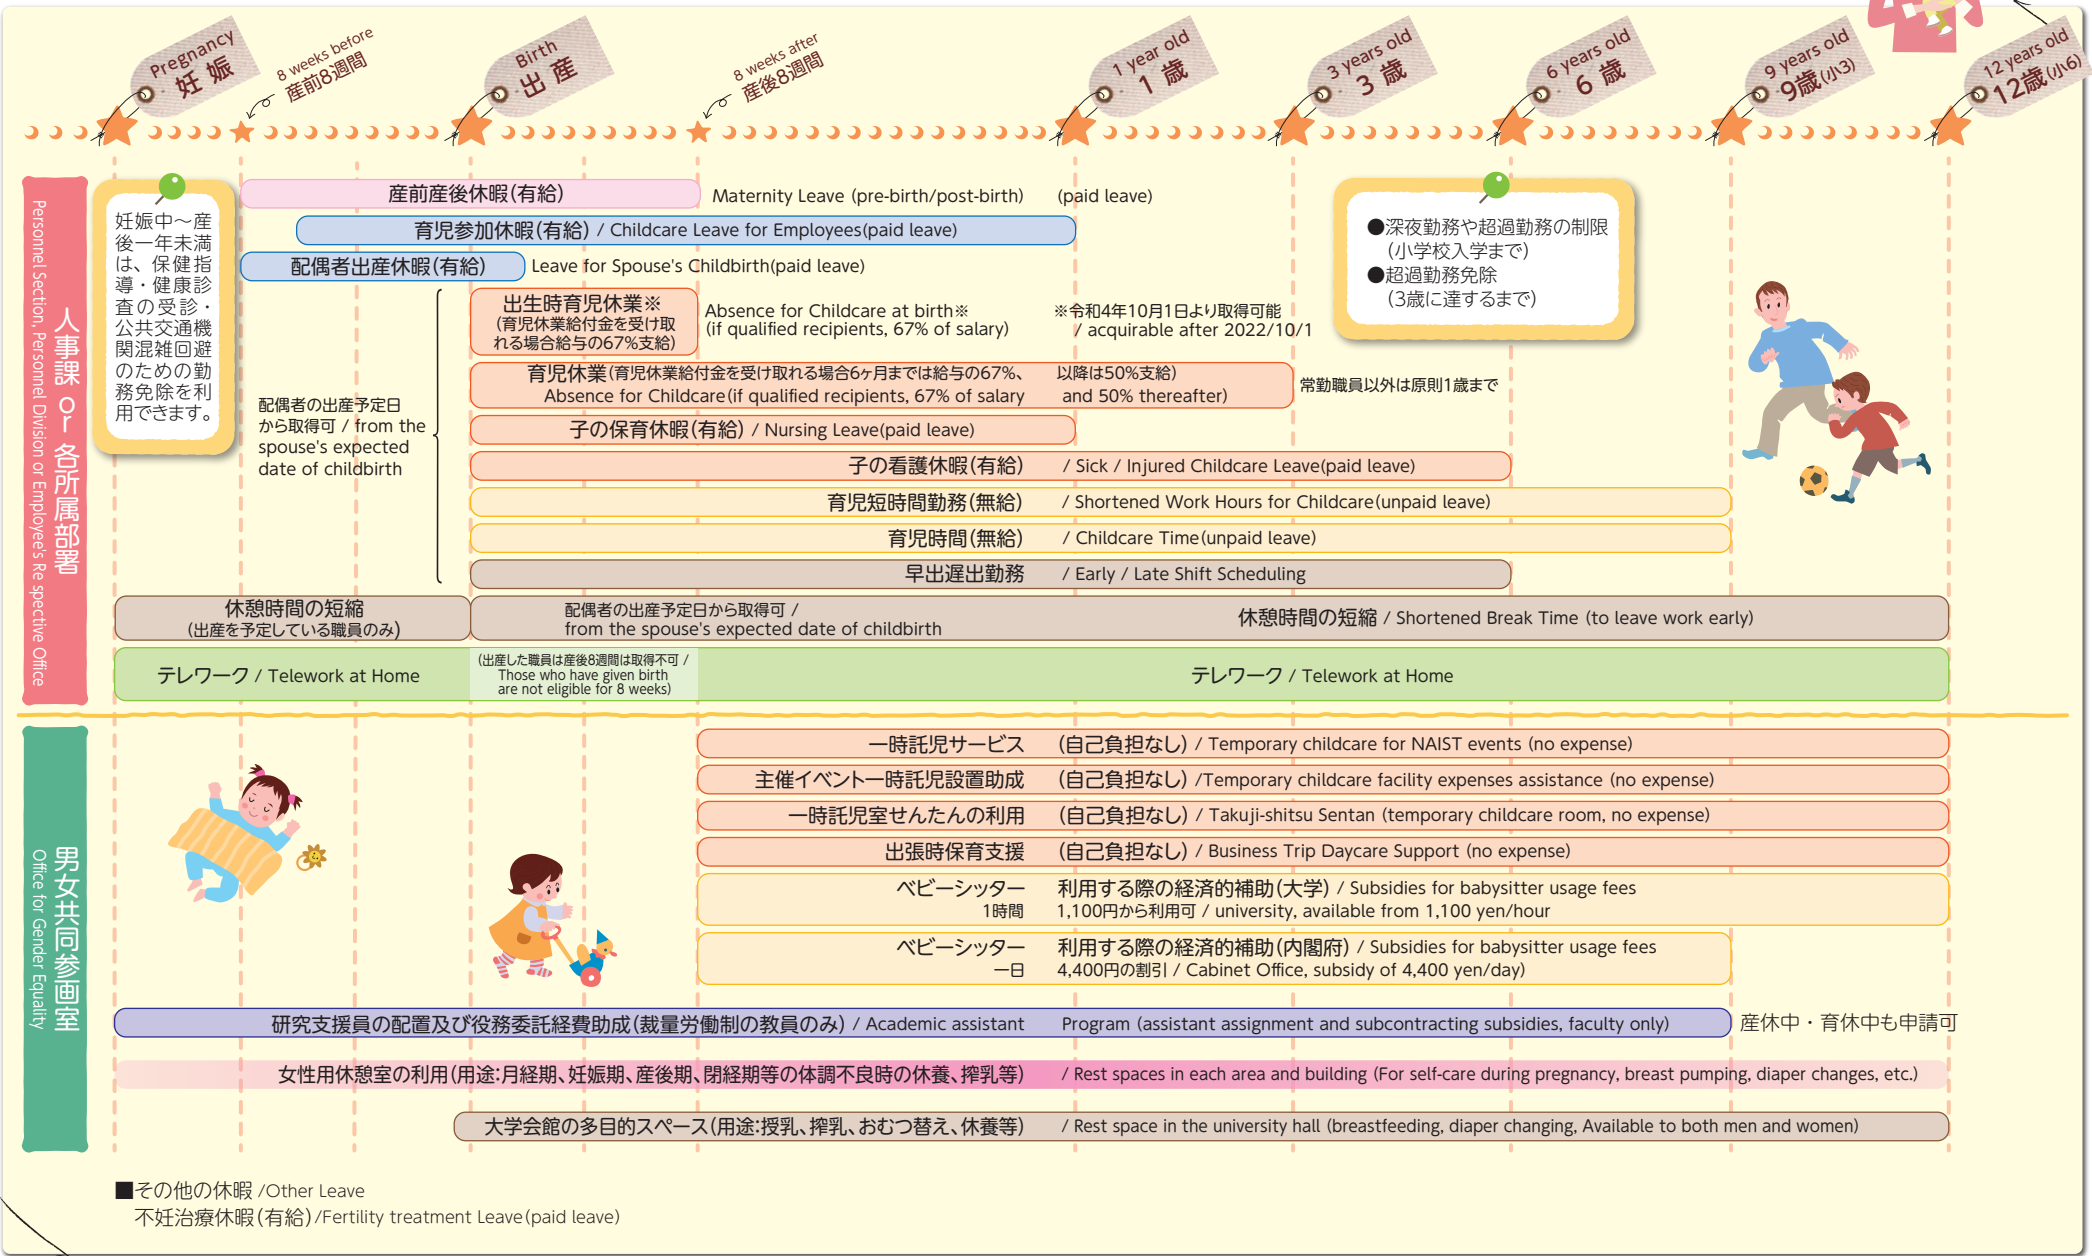 Pregnancy
妊 娠
8 weeks before
産前8週間
Birth
出 産
8 weeks after
産後8週間
1 year old
1 歳
3 years old
3 歳
6 years old
6 歳
9 years old
9歳(小3)
12 years old
12歳(小6)
人事課 or 各所属部署
Personnel Section, Personnel Division or Employee's Re spective Office
妊娠中〜産
後一年未満
は、保健指
導・健康診
査の受診・
公共交通機
関混雑回避
のための勤
務免除を利
用できます。
産前産後休暇(有給) Maternity Leave (pre-birth/post-birth) (paid leave)
育児参加休暇(有給) / Childcare Leave for Employees(paid leave)
配偶者出産休暇(有給) Leave for Spouse's Childbirth(paid leave)
●深夜勤務や超過勤務の制限
(小学校入学まで)
●超過勤務免除
(3歳に達するまで)
配偶者の出産予定日
から取得可 / from the
spouse's expected
date of childbirth
出生時育児休業※
(育児休業給付金を受け取
れる場合給与の67%支給)
Absence for Childcare at birth※
(if qualified recipients, 67% of salary)
※令和4年10月1日より取得可能
/ acquirable after 2022/10/1
育児休業(育児休業給付金を受け取れる場合6ヶ月までは給与の67%、 以降は50%支給)
Absence for Childcare(if qualified recipients, 67% of salary and 50% thereafter)
常勤職員以外は原則1歳まで
子の保育休暇(有給) / Nursing Leave(paid leave)
子の看護休暇(有給) / Sick / Injured Childcare Leave(paid leave)
育児短時間勤務(無給) / Shortened Work Hours for Childcare(unpaid leave)
育児時間(無給) / Childcare Time(unpaid leave)
早出遅出勤務 / Early / Late Shift Scheduling
休憩時間の短縮
(出産を予定している職員のみ)
配偶者の出産予定日から取得可 /
from the spouse's expected date of childbirth
休憩時間の短縮 / Shortened Break Time (to leave work early)
テレワーク / Telework at Home
(出産した職員は産後8週間は取得不可 /
Those who have given birth
are not eligible for 8 weeks)
テレワーク / Telework at Home
男女共同参画室
Office for Gender Equality
一時託児サービス (自己負担なし) / Temporary childcare for NAIST events (no expense)
主催イベント一時託児設置助成 (自己負担なし) /Temporary childcare facility expenses assistance (no expense)
一時託児室せんたんの利用 (自己負担なし) / Takuji-shitsu Sentan (temporary childcare room, no expense)
出張時保育支援 (自己負担なし) / Business Trip Daycare Support (no expense)
ベビーシッター 利用する際の経済的補助(大学) / Subsidies for babysitter usage fees
1時間 1,100円から利用可 / university, available from 1,100 yen/hour
ベビーシッター 利用する際の経済的補助(内閣府) / Subsidies for babysitter usage fees
一日 4,400円の割引 / Cabinet Office, subsidy of 4,400 yen/day)
研究支援員の配置及び役務委託経費助成(裁量労働制の教員のみ) / Academic assistant Program (assistant assignment and subcontracting subsidies, faculty only)
産休中・育休中も申請可
女性用休憩室の利用(用途:月経期、妊娠期、産後期、閉経期等の体調不良時の休養、搾乳等) / Rest spaces in each area and building (For self-care during pregnancy, breast pumping, diaper changes, etc.)
大学会館の多目的スペース(用途:授乳、搾乳、おむつ替え、休養等) / Rest space in the university hall (breastfeeding, diaper changing, Available to both men and women)
■その他の休暇 /Other Leave
不妊治療休暇(有給)/Fertility treatment Leave(paid leave)